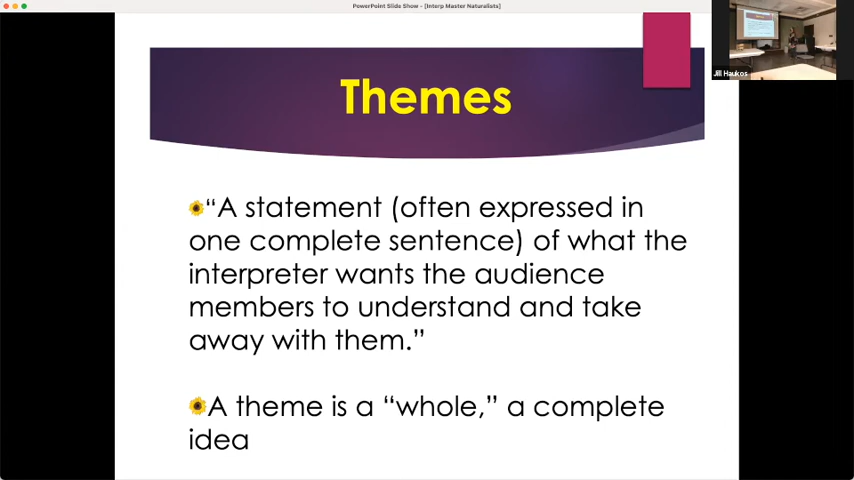 PowerPoint Slide Show - [Interp Master Naturalists]
Jill Haukos
Themes
“A statement (often expressed in
one complete sentence) of what the
interpreter wants the audience
members to understand and take
away with them.”
A theme is a “whole,” a complete
idea